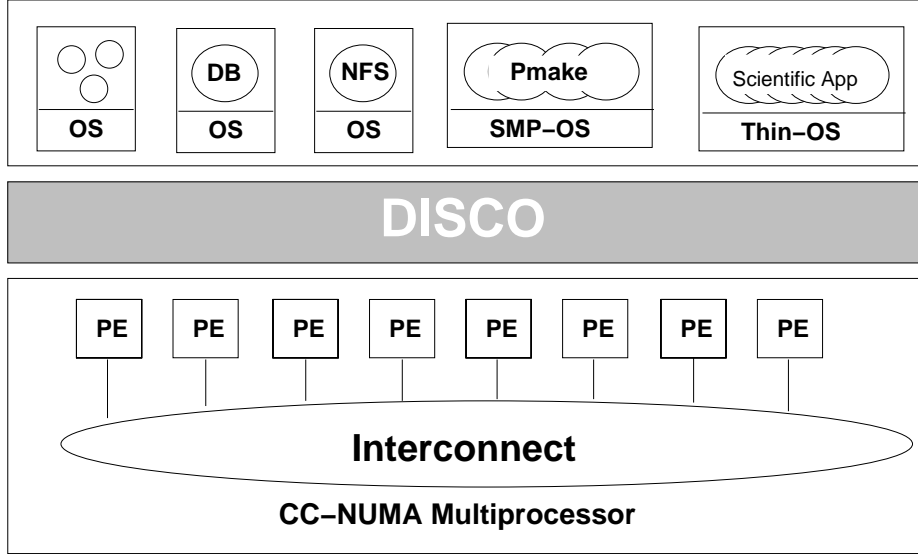 DB
NFS
Pmake
Scientific App
OS
OS
OS
SMP–OS
Thin–OS
DISCO
PE
PE
PE
PE
PE
PE
PE
PE
Interconnect
CC–NUMA Multiprocessor